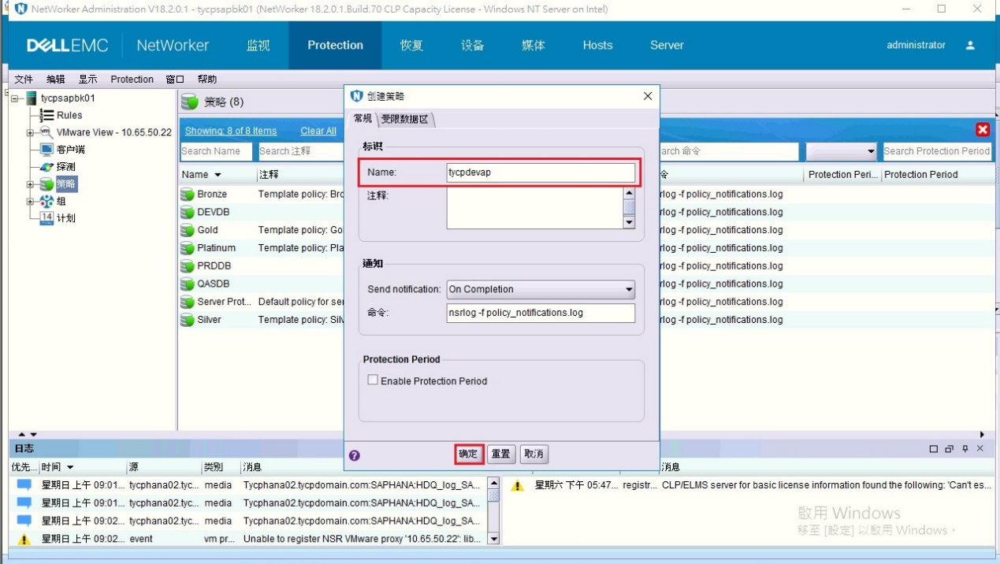 NetWorker Administration V18.2.0.1 - tycpsapbk01 (NetWorker 18.2.0.1.Build.70 CLP Capacity License - Windows NT Server on Intel)
DELLEMC NetWorker 监视 Protection 恢复 设备 媒体 Hosts Server administrator
文件 编辑 显示 Protection 窗口 帮助
tycpsapbk01
Rules
VMware View - 10.65.50.22
客户端
探测
策略
组
14 计划
策略 (8)
Showing: 8 of 8 Items Clear All
Search Name Search 注释 arch 命令 Search Protection Period
Name 注释 令 Protection Peri... Protection Period
Bronze Template policy: Bro rlog -f policy_notifications.log
DEVDB rlog -f policy_notifications.log
Gold Template policy: Go rlog -f policy_notifications.log
Platinum Template policy: Pla rlog -f policy_notifications.log
PRDDB rlog -f policy_notifications.log
QASDB rlog -f policy_notifications.log
Server Prot... Default policy for ser rlog -f policy_notifications.log
Silver Template policy: Silv rlog -f policy_notifications.log
创建策略
常规 受限数据区
标识
Name: tycpdevap
注释:
通知
Send notification: On Completion
命令: nsrlog -f policy_notifications.log
Protection Period
Enable Protection Period
确定 重置 取消
日志
优先... 时间 源 类别 消息 消息
星期日 上午 09:01... tycphana02.tyc... media Tycphana02.tycpdomain.com:SAPHANA:HDQ_log_SA...
星期日 上午 09:01... tycphana02.tyc... media Tycphana02.tycpdomain.com:SAPHANA:HDQ_log_SA...
星期日 上午 09:02... tycphana02.tyc... media Tycphana02.tycpdomain.com:SAPHANA:HDQ_log_SA...
星期日 上午 09:02... event vm pr... Unable to register NSR VMware proxy '10.65.50.22': lib...
星期六 下午 05:47... registr... CLP/ELMS server for basic license information found the following: 'Can't es...
啟用 Windows
移至 [設定] 以啟用 Windows。